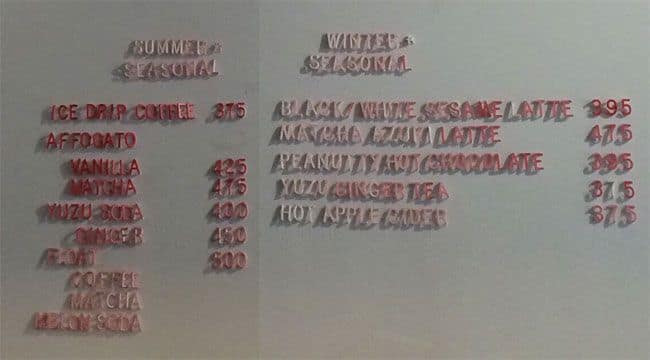 SUMMER
SEASONAL
ICE DRIP COFFEE 375
AFFOGATO
VANILLA 425
MATCHA 475
YUZU SODA 400
GINGER 450
FLOAT 500
COFFEE
MATCHA
MELON SODA
WINTER
SEASONAL
BLACK/WHITE SESAME LATTE 395
MATCHA AZUKI LATTE 475
PEANUTTY HOT CHOCOLATE 395
YUZU GINGER TEA 375
HOT APPLE CIDER 375